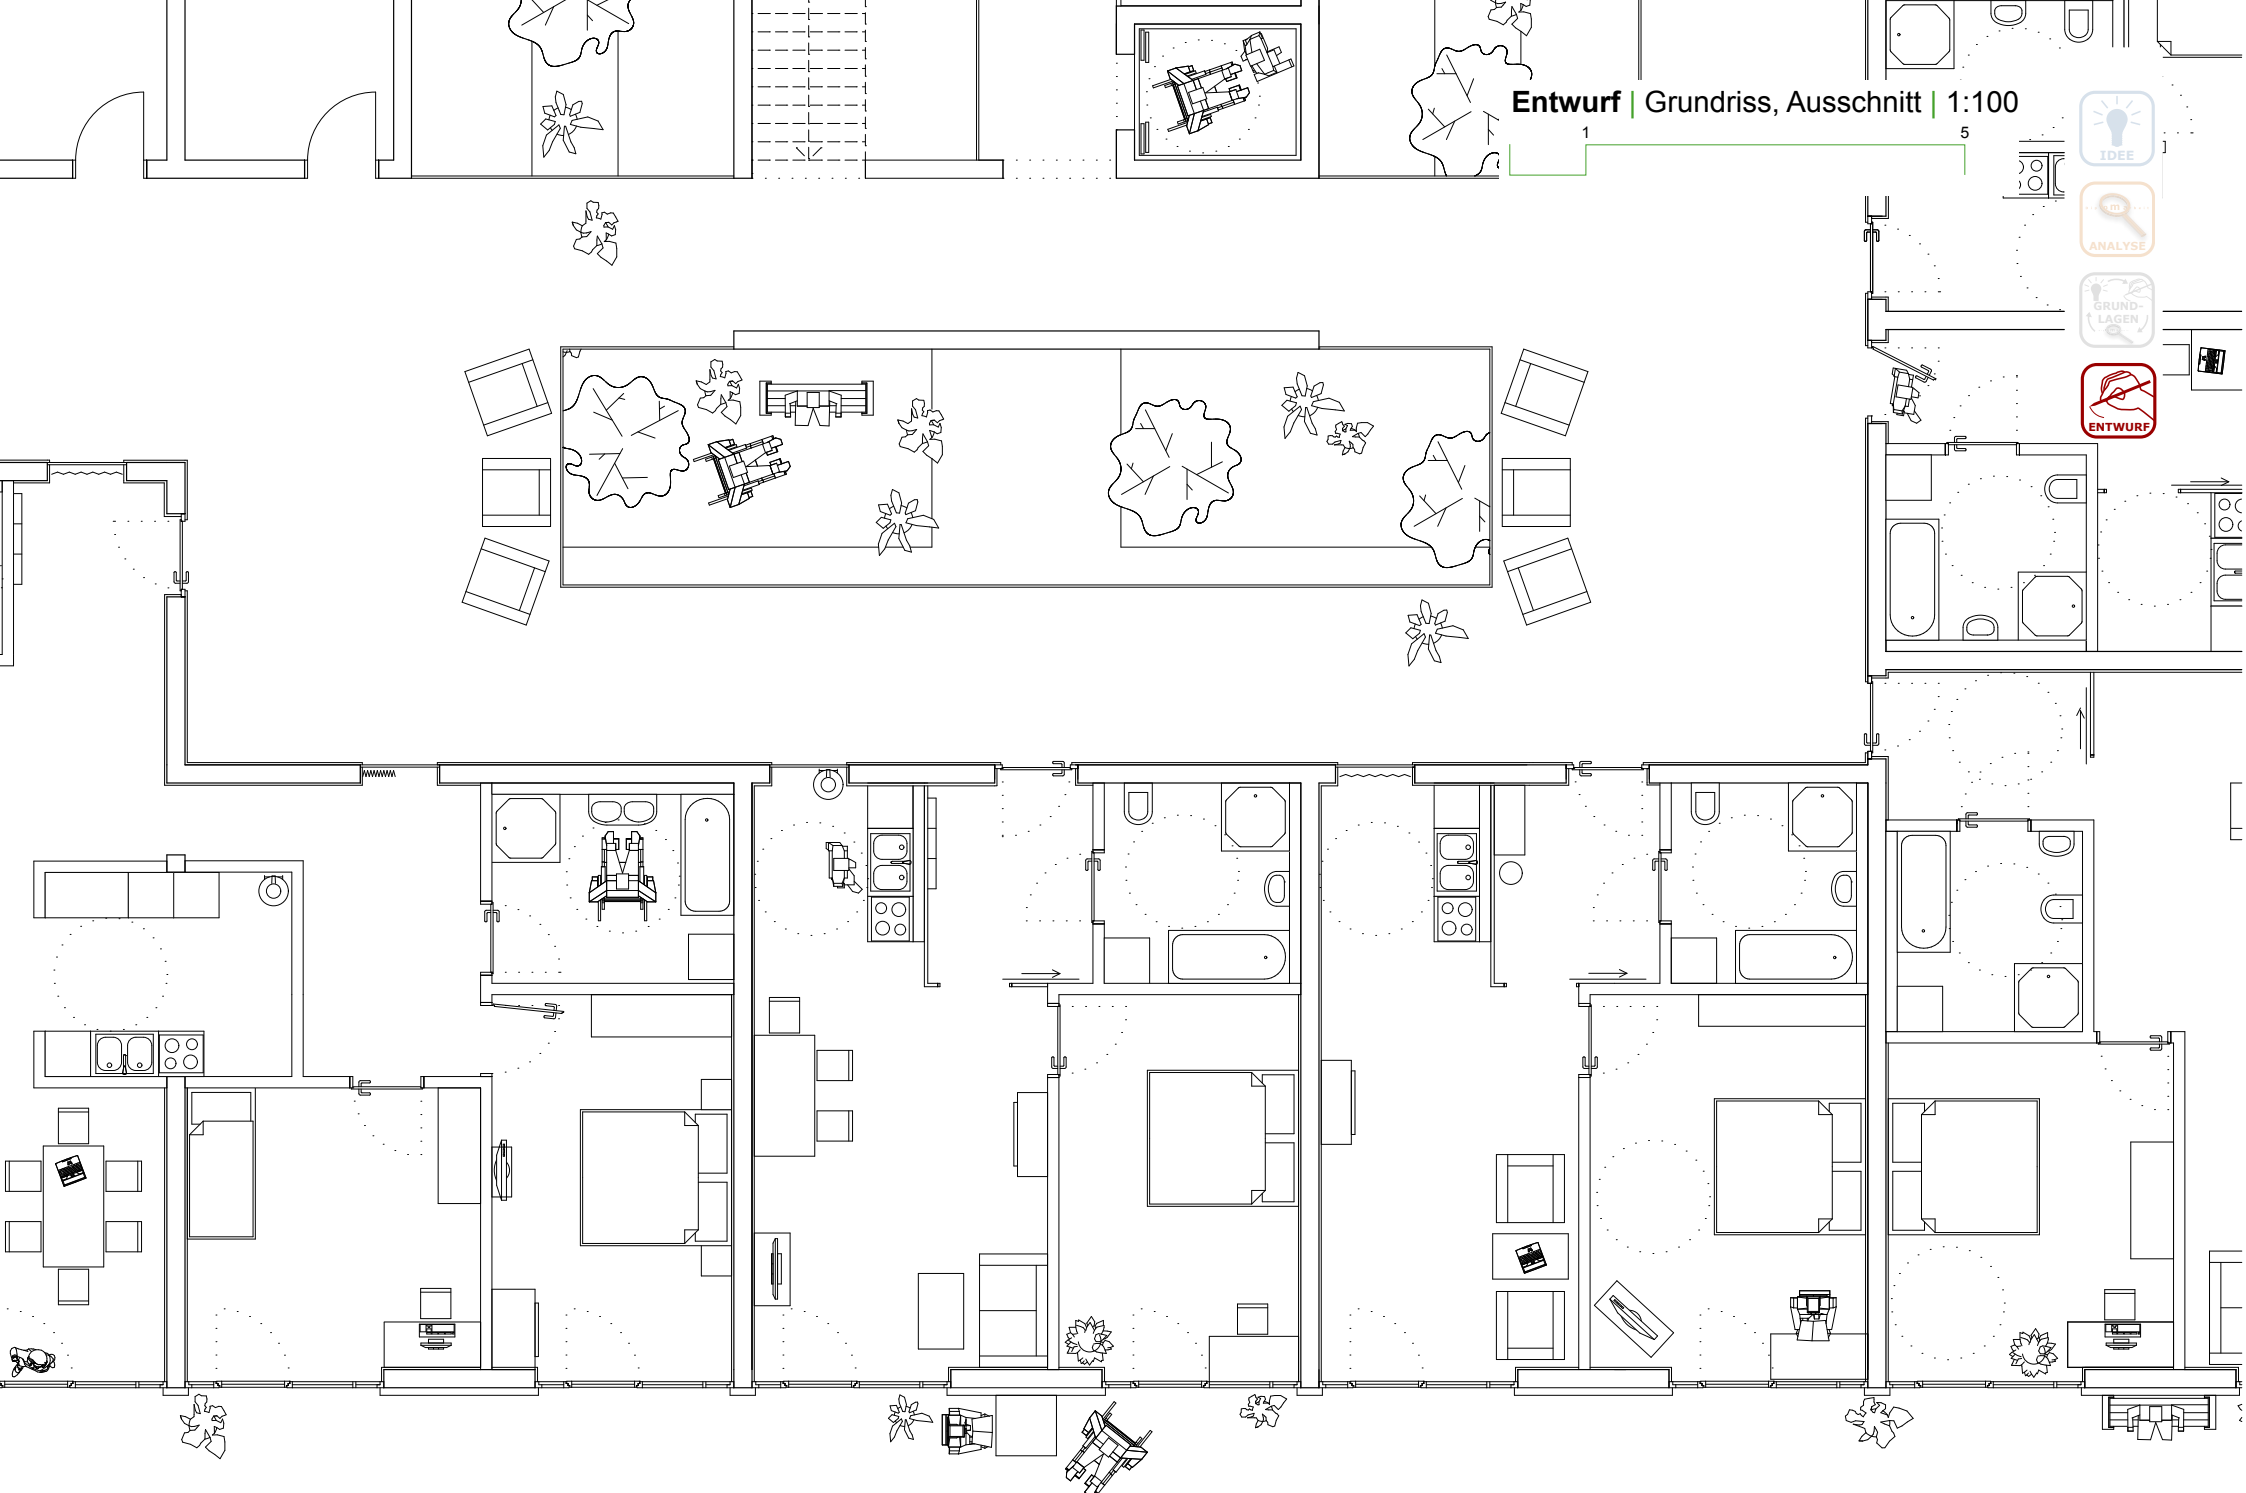 Entwurf | Grundriss, Ausschnitt | 1:100
1 5
IDEE
m
ANALYSE
GRUND-
LAGEN
ENTWURF